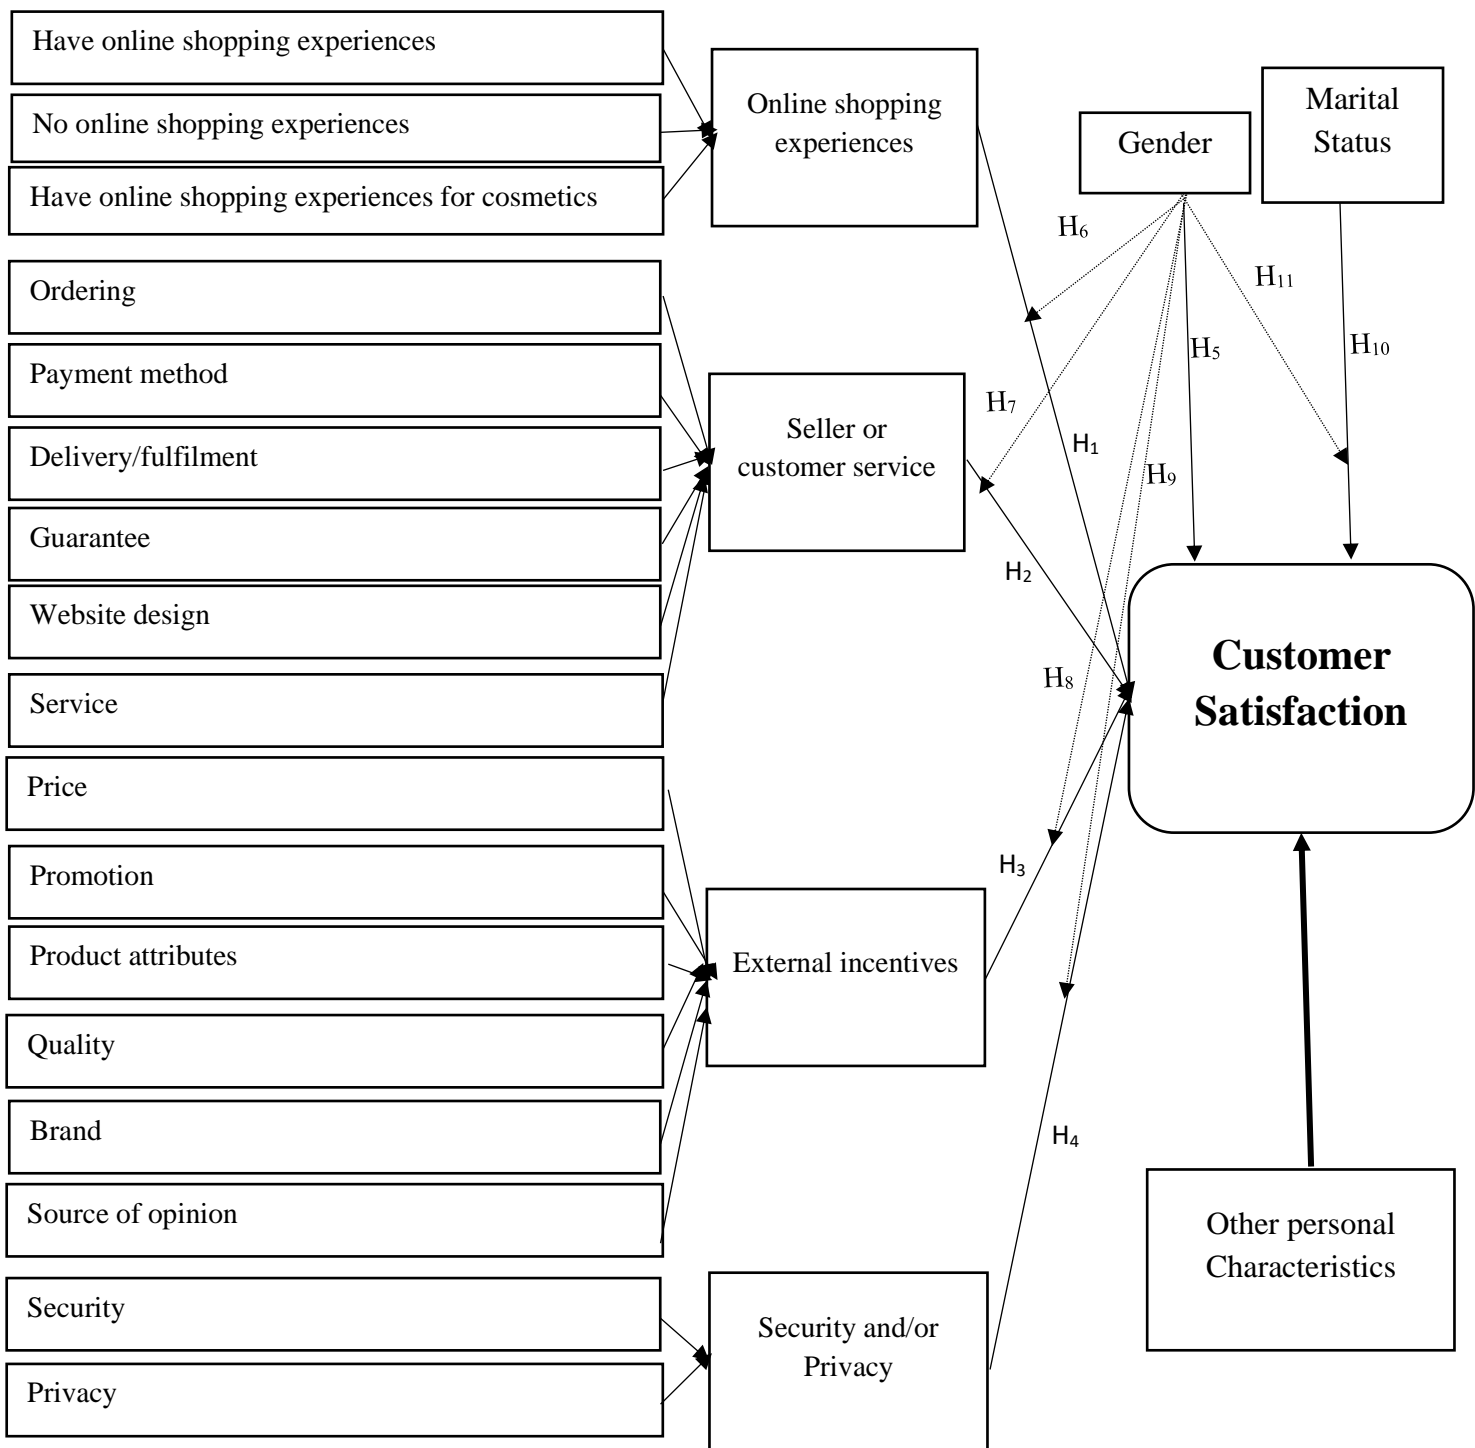 Have online shopping experiences
No online shopping experiences
Have online shopping experiences for cosmetics
Ordering
Payment method
Delivery/fulfilment
Guarantee
Website design
Service
Price
Promotion
Product attributes
Quality
Brand
Source of opinion
Security
Privacy
Online shopping
experiences
Seller or
customer service
External incentives
Security and/or
Privacy
Gender
Marital
Status
H6
H11
H5
H10
H7
H1
H9
H2
H8
H3
H4
Customer
Satisfaction
Other personal
Characteristics